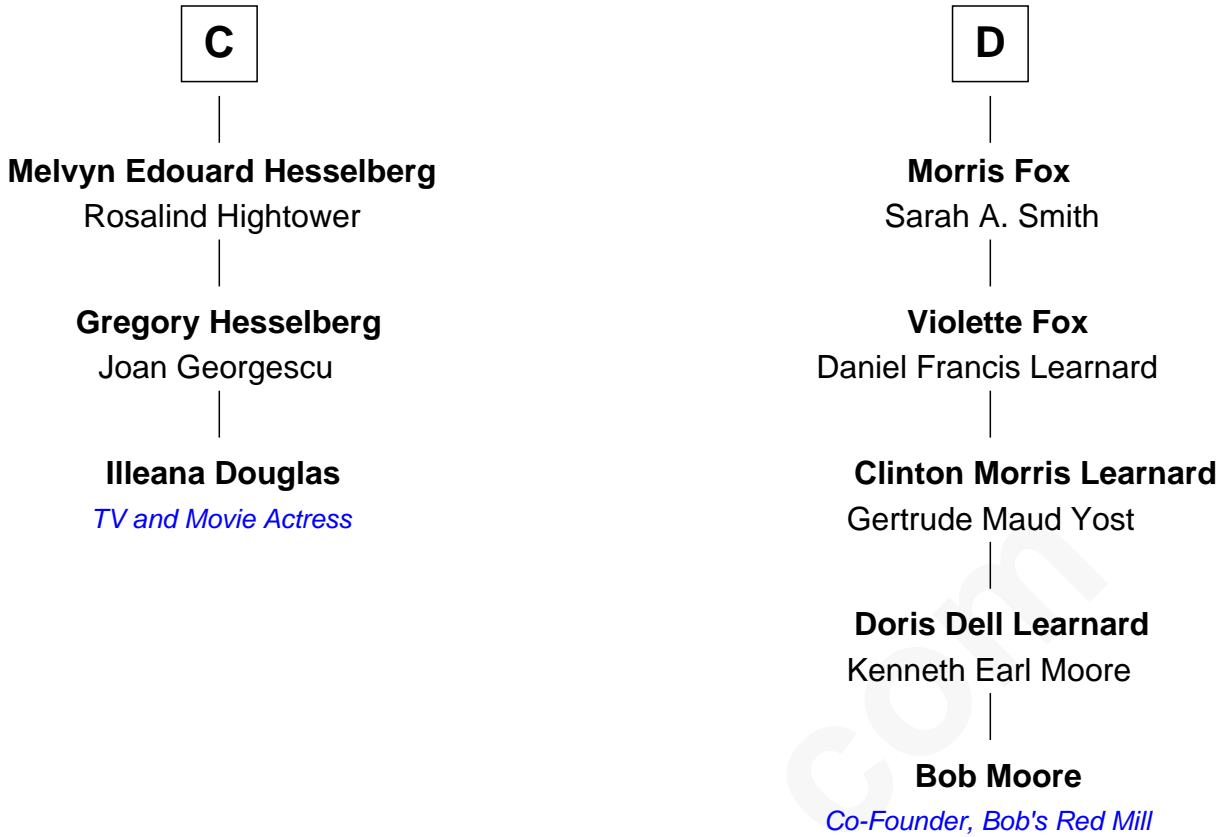 C
Melvyn Edouard Hesselberg
Rosalind Hightower
Gregory Hesselberg
Joan Georgescu
Illeana Douglas
TV and Movie Actress
D
Morris Fox
Sarah A. Smith
Violette Fox
Daniel Francis Learnard
Clinton Morris Learnard
Gertrude Maud Yost
Doris Dell Learnard
Kenneth Earl Moore
Bob Moore
Co-Founder, Bob's Red Mill
com